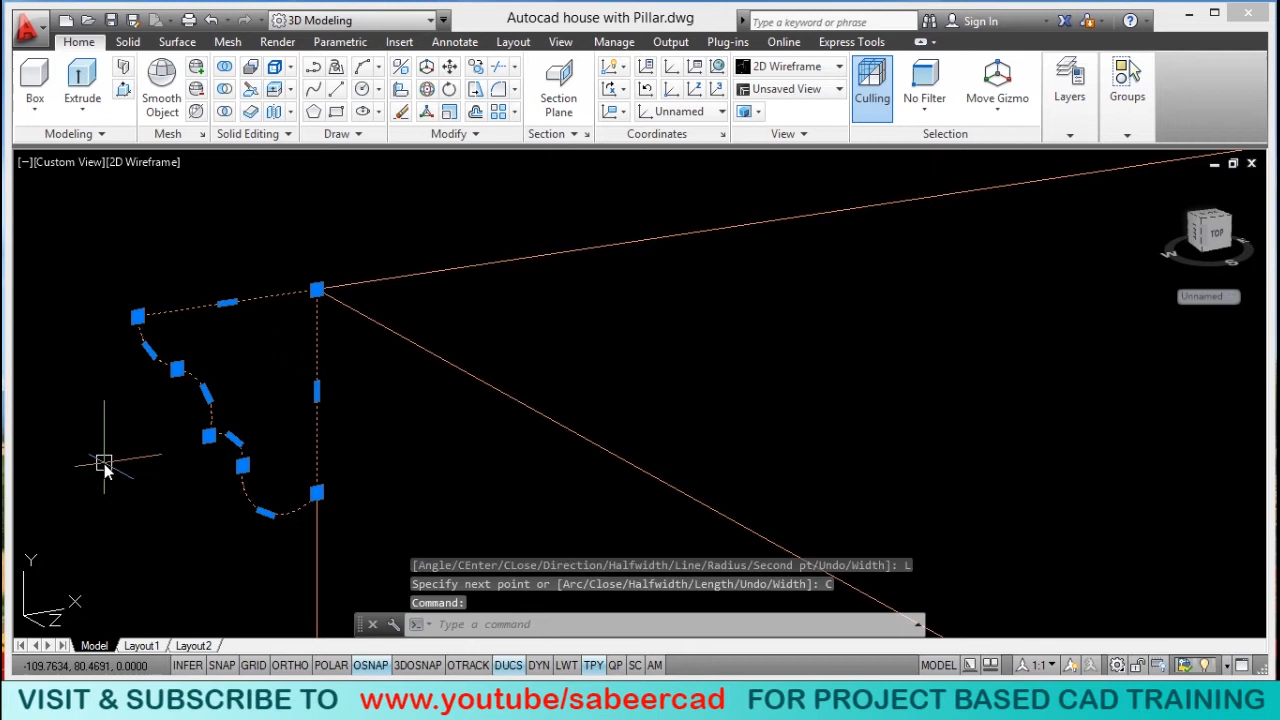 3D Modeling
Autocad house with Pillar.dwg
Type a keyword or phrase
Sign In
Home Solid Surface Mesh Render Parametric Insert Annotate Layout View Manage Output Plug-ins Online Express Tools
Box
Extrude
Smooth
Object
Section
Plane
Unnamed
2D Wireframe
Unsaved View
Culling
No Filter
Move Gizmo
Layers
Groups
Modeling
Mesh
Solid Editing
Draw
Modify
Section
Coordinates
View
Selection
[−][Custom View][2D Wireframe]
TOP
W
S
E
Unnamed
[Angle/CEnter/CLose/Direction/Halfwidth/Line/Radius/Second pt/Undo/Width]: L
Specify next point or [Arc/Close/Halfwidth/Length/Undo/Width]: C
Command:
Type a command
Y
X
Z
Model Layout1 Layout2
-109.7634, 80.4691, 0.0000 INFER SNAP GRID ORTHO POLAR OSNAP 3DOSNAP OTRACK DUCS DYN LWT TPY QP SC AM MODEL 1:1
VISIT & SUBSCRIBE TO www.youtube/sabeercad FOR PROJECT BASED CAD TRAINING